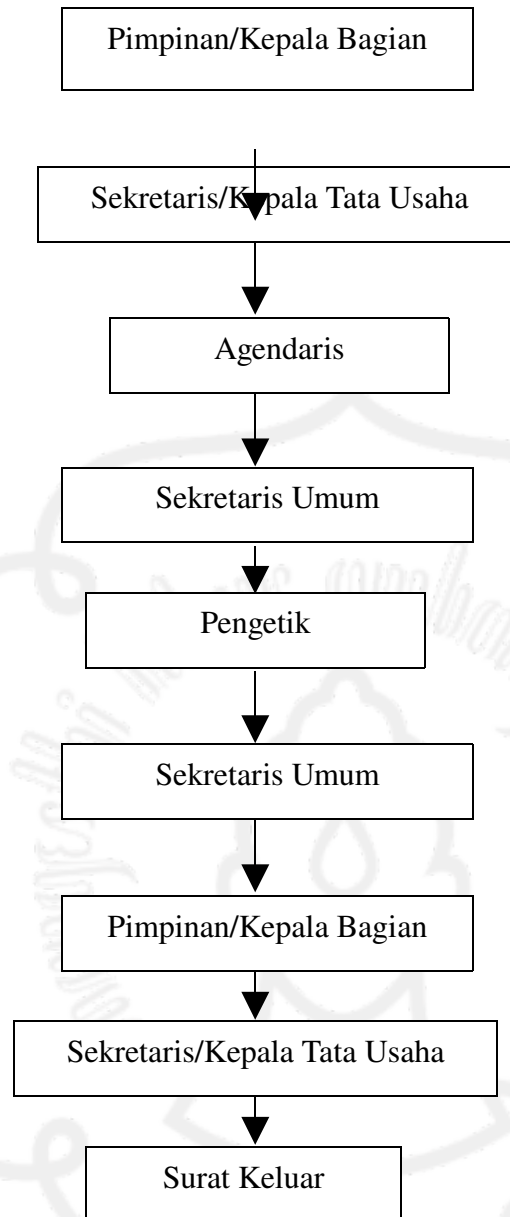 Pimpinan/Kepala Bagian
Sekretaris/Kepala Tata Usaha
Agendaris
Sekretaris Umum
Pengetik
Sekretaris Umum
Pimpinan/Kepala Bagian
Sekretaris/Kepala Tata Usaha
Surat Keluar